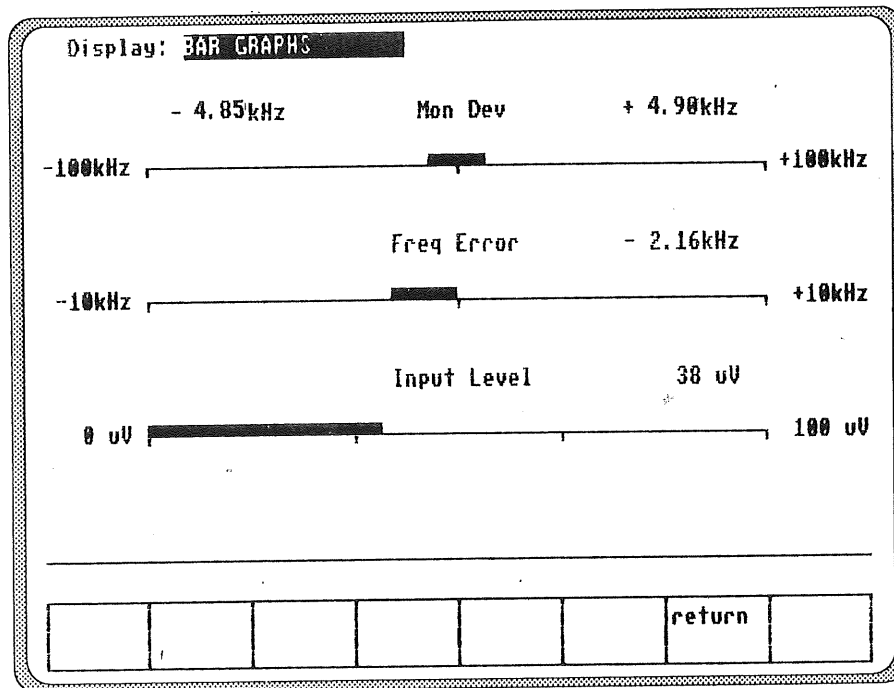 Display: BAR GRAPHS
- 4.85kHz Mon Dev + 4.90kHz
-100kHz +100kHz
Freq Error - 2.16kHz
-10kHz +10kHz
Input Level 38 uV
0 uV 100 uV
return